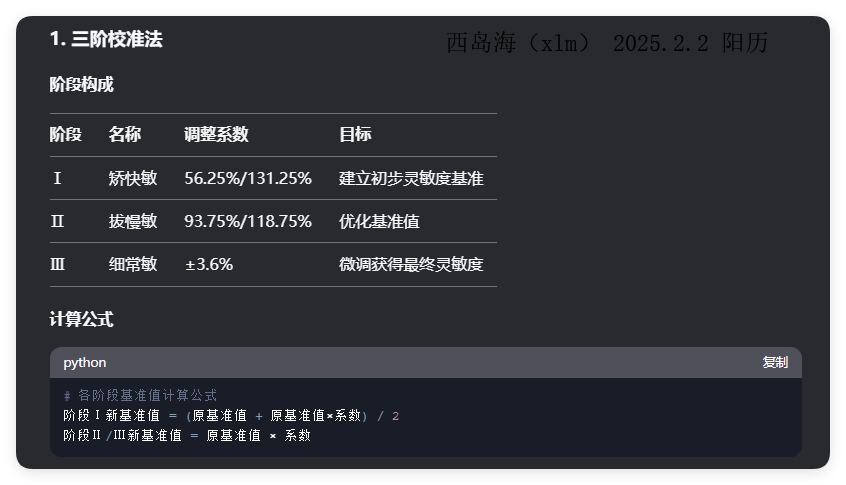 1. 三阶校准法
西岛海（xlm） 2025.2.2 阳历
阶段构成
阶段 名称 调整系数 目标
Ⅰ 矫快敏 56.25%/131.25% 建立初步灵敏度基准
Ⅱ 拔慢敏 93.75%/118.75% 优化基准值
Ⅲ 细常敏 ±3.6% 微调获得最终灵敏度
计算公式
python 复制
# 各阶段基准值计算公式
阶段Ⅰ新基准值 = (原基准值 + 原基准值×系数) / 2
阶段Ⅱ/Ⅲ新基准值 = 原基准值 × 系数